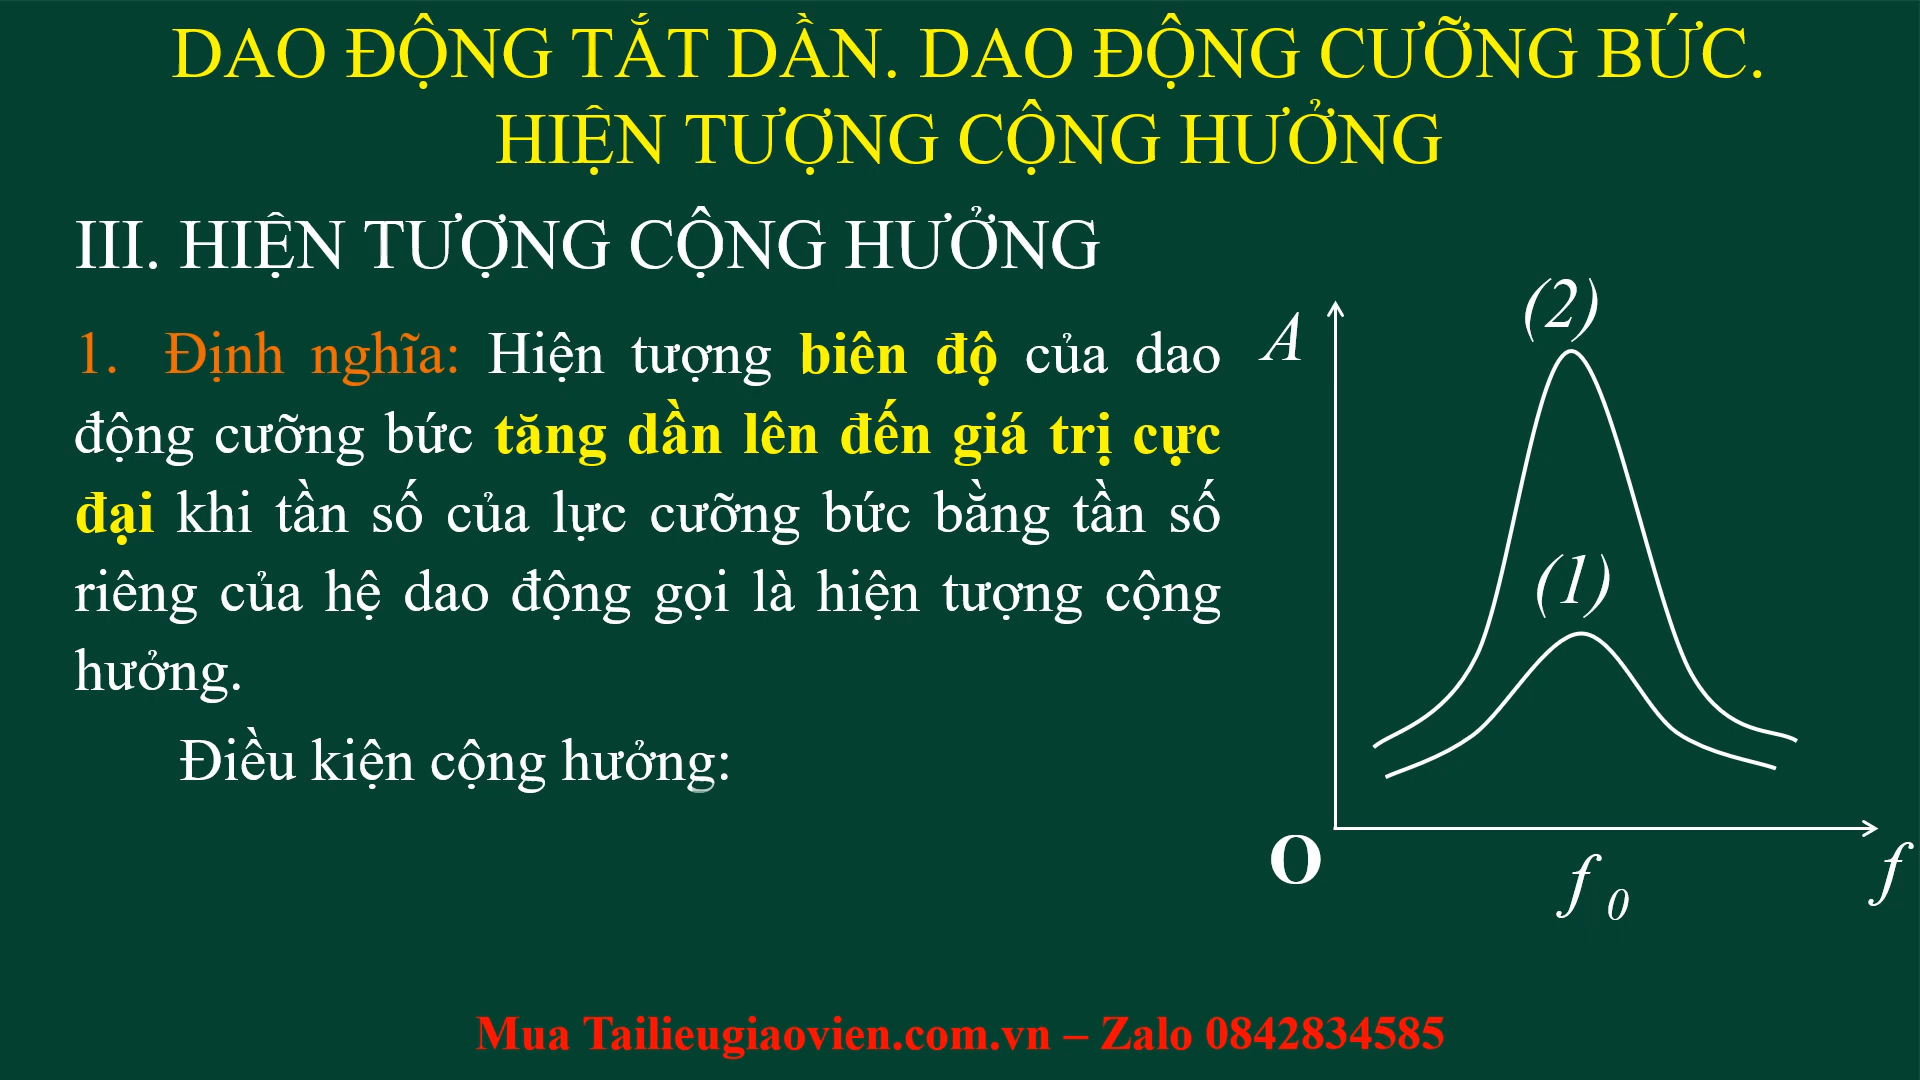 DAO ĐỘNG TẮT DẦN. DAO ĐỘNG CƯỠNG BỨC.
HIỆN TƯỢNG CỘNG HƯỞNG
III. HIỆN TƯỢNG CỘNG HƯỞNG
1. Định nghĩa: Hiện tượng biên độ của dao
động cưỡng bức tăng dần lên đến giá trị cực
đại khi tần số của lực cưỡng bức bằng tần số
riêng của hệ dao động gọi là hiện tượng cộng
hưởng.
Điều kiện cộng hưởng:
A
(2)
(1)
O
f 0
f
Mua Tailieugiaovien.com.vn – Zalo 0842834585